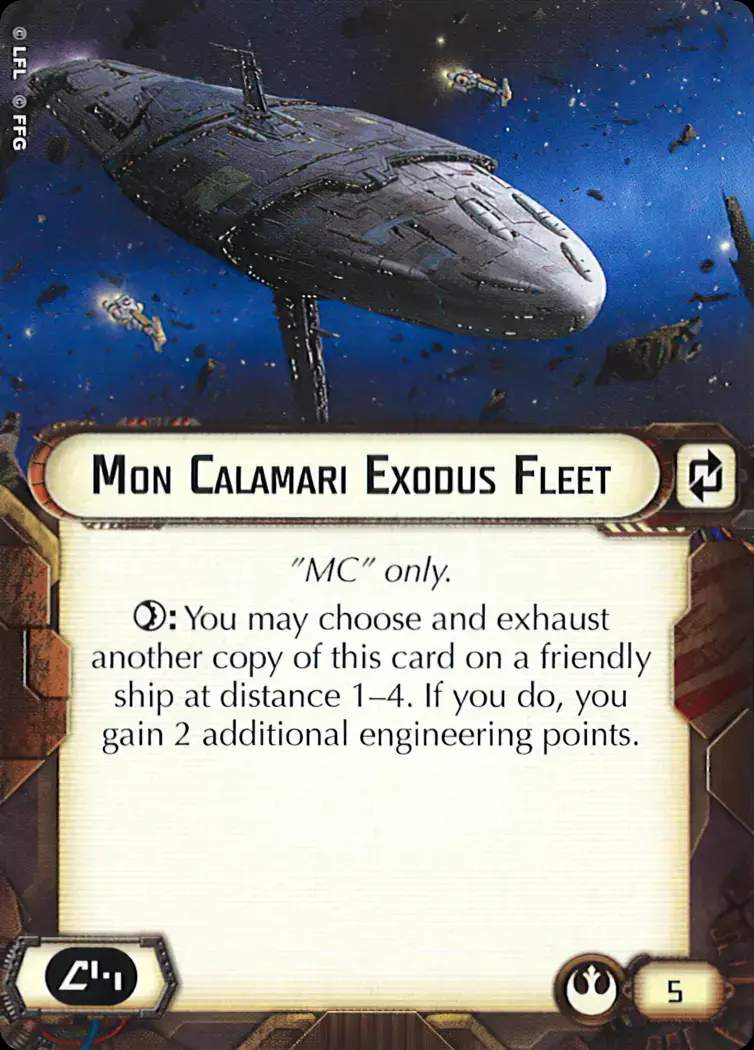 © LFL © FFG
Mon Calamari Exodus Fleet
"MC" only.
: You may choose and exhaust
another copy of this card on a friendly
ship at distance 1–4. If you do, you
gain 2 additional engineering points.
5